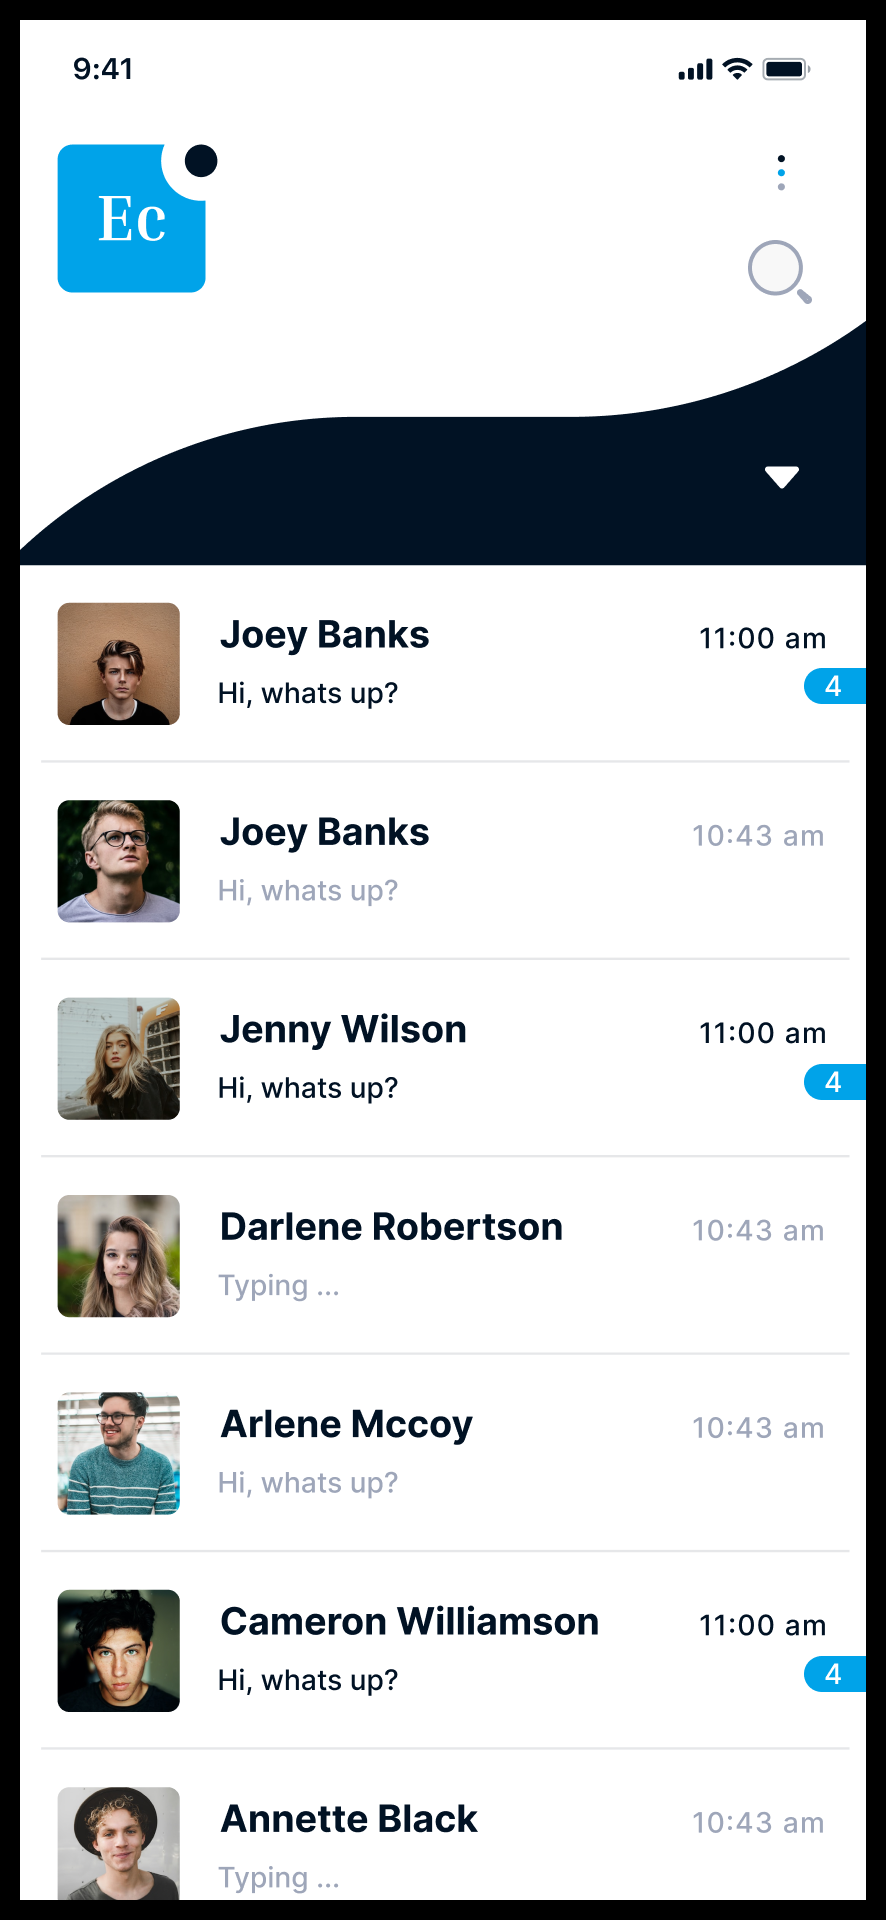 9:41
Ec
Joey Banks
11:00 am
Hi, whats up?
4
Joey Banks
10:43 am
Hi, whats up?
Jenny Wilson
11:00 am
Hi, whats up?
4
Darlene Robertson
10:43 am
Typing ...
Arlene Mccoy
10:43 am
Hi, whats up?
Cameron Williamson
11:00 am
Hi, whats up?
4
Annette Black
10:43 am
Typing ...